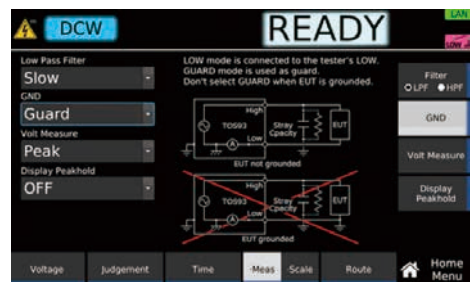 DCW
READY
LAN
Low Pass Filter
Slow
GND
Guard
Volt Measure
Peak
Display Peakhold
OFF
LOW mode is connected to the tester's LOW.
GUARD mode is used as guard.
Don't select GUARD when EUT is grounded.
High
TOS93
Stray
Cpacity
EUT
Low
A
EUT not grounded
High
TOS93
Stray
Cpacity
EUT
Low
A
EUT grounded
Filter
LPF HPF
GND
Volt Measure
Display
Peakhold
Voltage
Judgement
Time
·Meas
·Scale
Route
Home
Menu